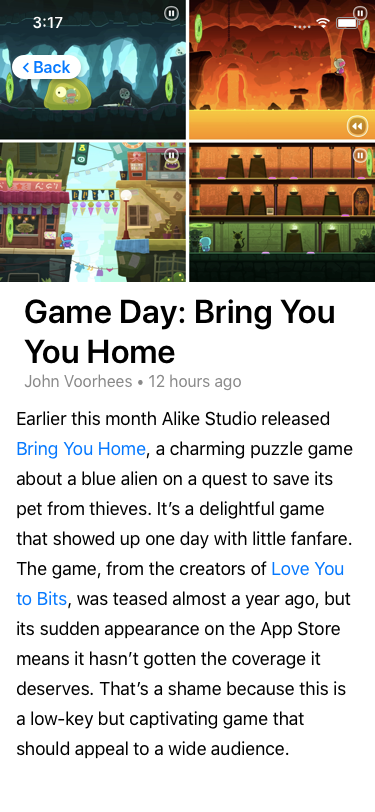 3:17
Back
Game Day: Bring You
You Home
John Voorhees • 12 hours ago
Earlier this month Alike Studio released
Bring You Home, a charming puzzle game
about a blue alien on a quest to save its
pet from thieves. It’s a delightful game
that showed up one day with little fanfare.
The game, from the creators of Love You
to Bits, was teased almost a year ago, but
its sudden appearance on the App Store
means it hasn’t gotten the coverage it
deserves. That’s a shame because this is
a low-key but captivating game that
should appeal to a wide audience.